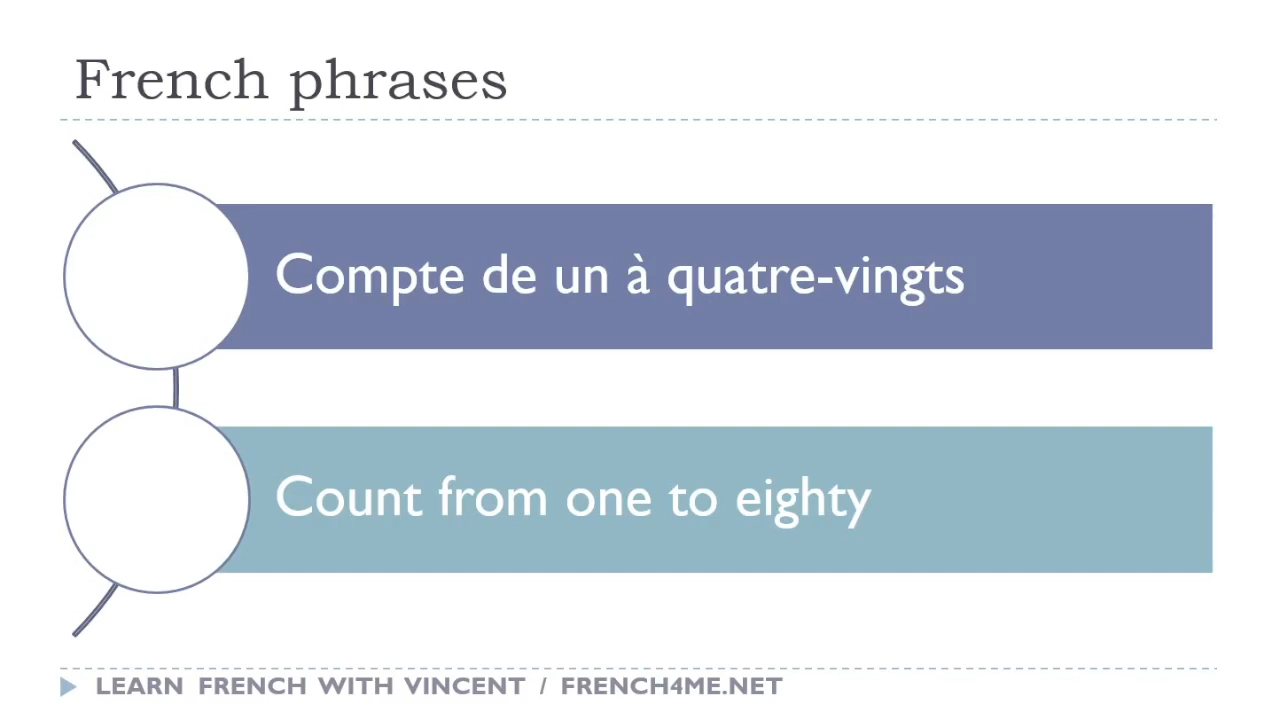 French phrases
Compte de un à quatre-vingts
Count from one to eighty
LEARN FRENCH WITH VINCENT / FRENCH4ME.NET